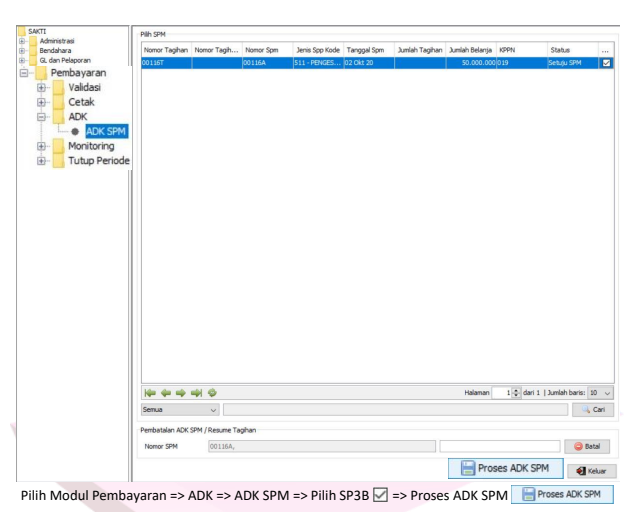 SAKTI
Administrasi
Bendahara
GL dan Pelaporan
Pembayaran
Validasi
Cetak
ADK
ADK SPM
Monitoring
Tutup Periode
Pilih SPM
Nomor Tagihan Nomor Tagih... Nomor Spm Jenis Spp Kode Tanggal Spm Jumlah Tagihan Jumlah Belanja KPPN Status ...
00116T 00116A 511 - PENGES... 02 Okt 20 50.000.000 019 Setuju SPM
Halaman 1 dari 1 | Jumlah baris: 10
Semua Cari
Pembatalan ADK SPM / Resume Tagihan
Nomor SPM 00116A, Batal
Proses ADK SPM Keluar
Pilih Modul Pembayaran => ADK => ADK SPM => Pilih SP3B ☑ => Proses ADK SPM Proses ADK SPM